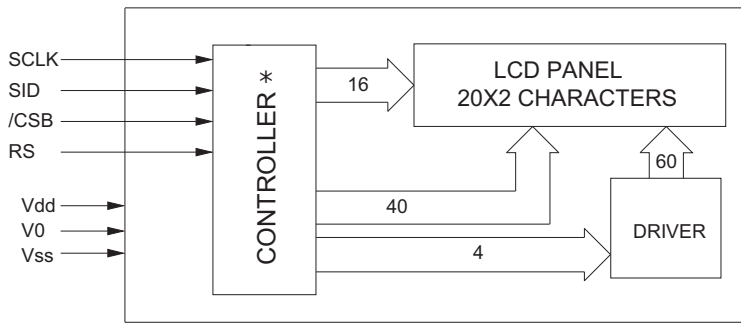 SCLK
SID
/CSB
RS
Vdd
V0
Vss
CONTROLLER *
16
LCD PANEL
20X2 CHARACTERS
40
60
4
DRIVER